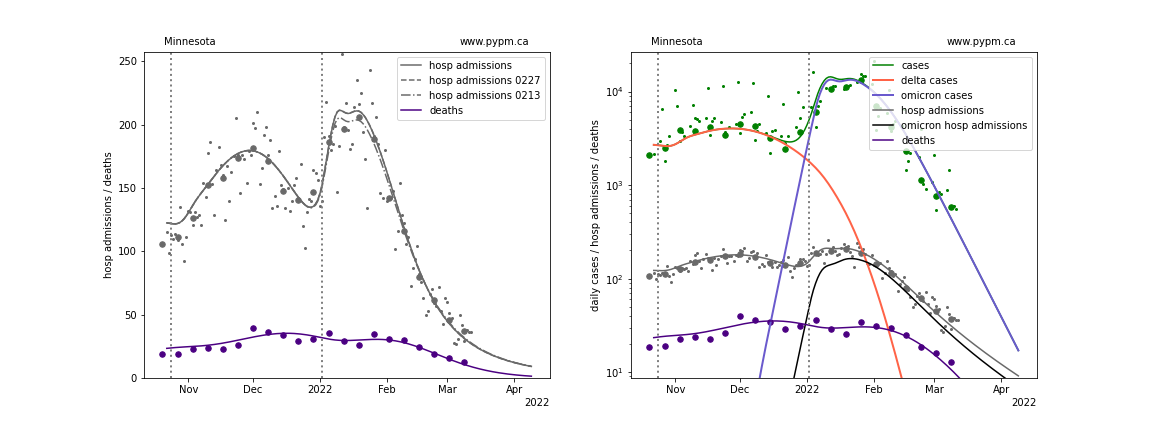 Minnesota
www.pypm.ca
hosp admissions
hosp admissions 0227
hosp admissions 0213
deaths
250
200
150
100
50
0
hosp admissions / deaths
Nov
Dec
2022
Feb
Mar
Apr
2022
Minnesota
www.pypm.ca
cases
delta cases
omicron cases
hosp admissions
omicron hosp admissions
deaths
10⁴
10³
10²
10¹
daily cases / hosp admissions / deaths
Nov
Dec
2022
Feb
Mar
Apr
2022